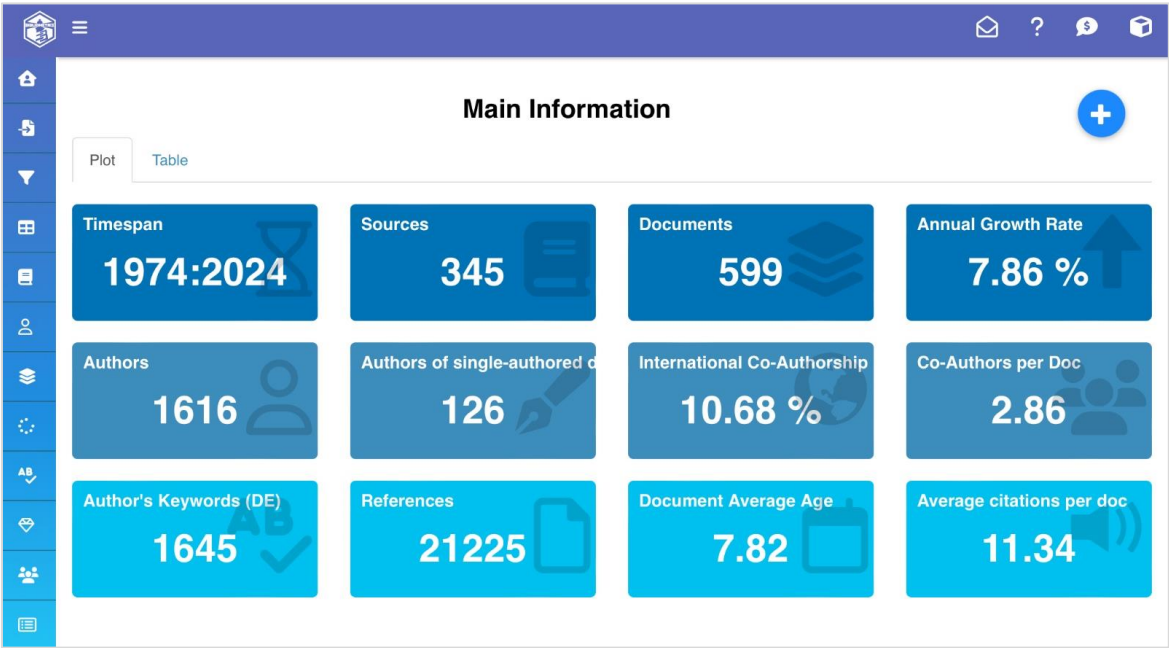 Main Information
Plot Table
Timespan
1974:2024
Sources
345
Documents
599
Annual Growth Rate
7.86 %
Authors
1616
Authors of single-authored d
126
International Co-Authorship
10.68 %
Co-Authors per Doc
2.86
Author's Keywords (DE)
1645
References
21225
Document Average Age
7.82
Average citations per doc
11.34